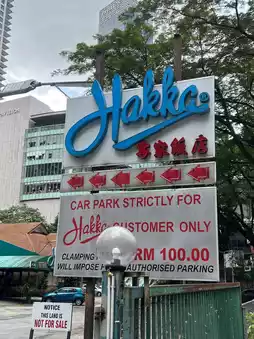 Hakka
客家飯店
CAR PARK STRICTLY FOR
Hakka CUSTOMER ONLY
CLAMPING RM 100.00
WILL IMPOSE AUTHORISED PARKING
NOTICE
THIS LAND IS
NOT FOR SALE